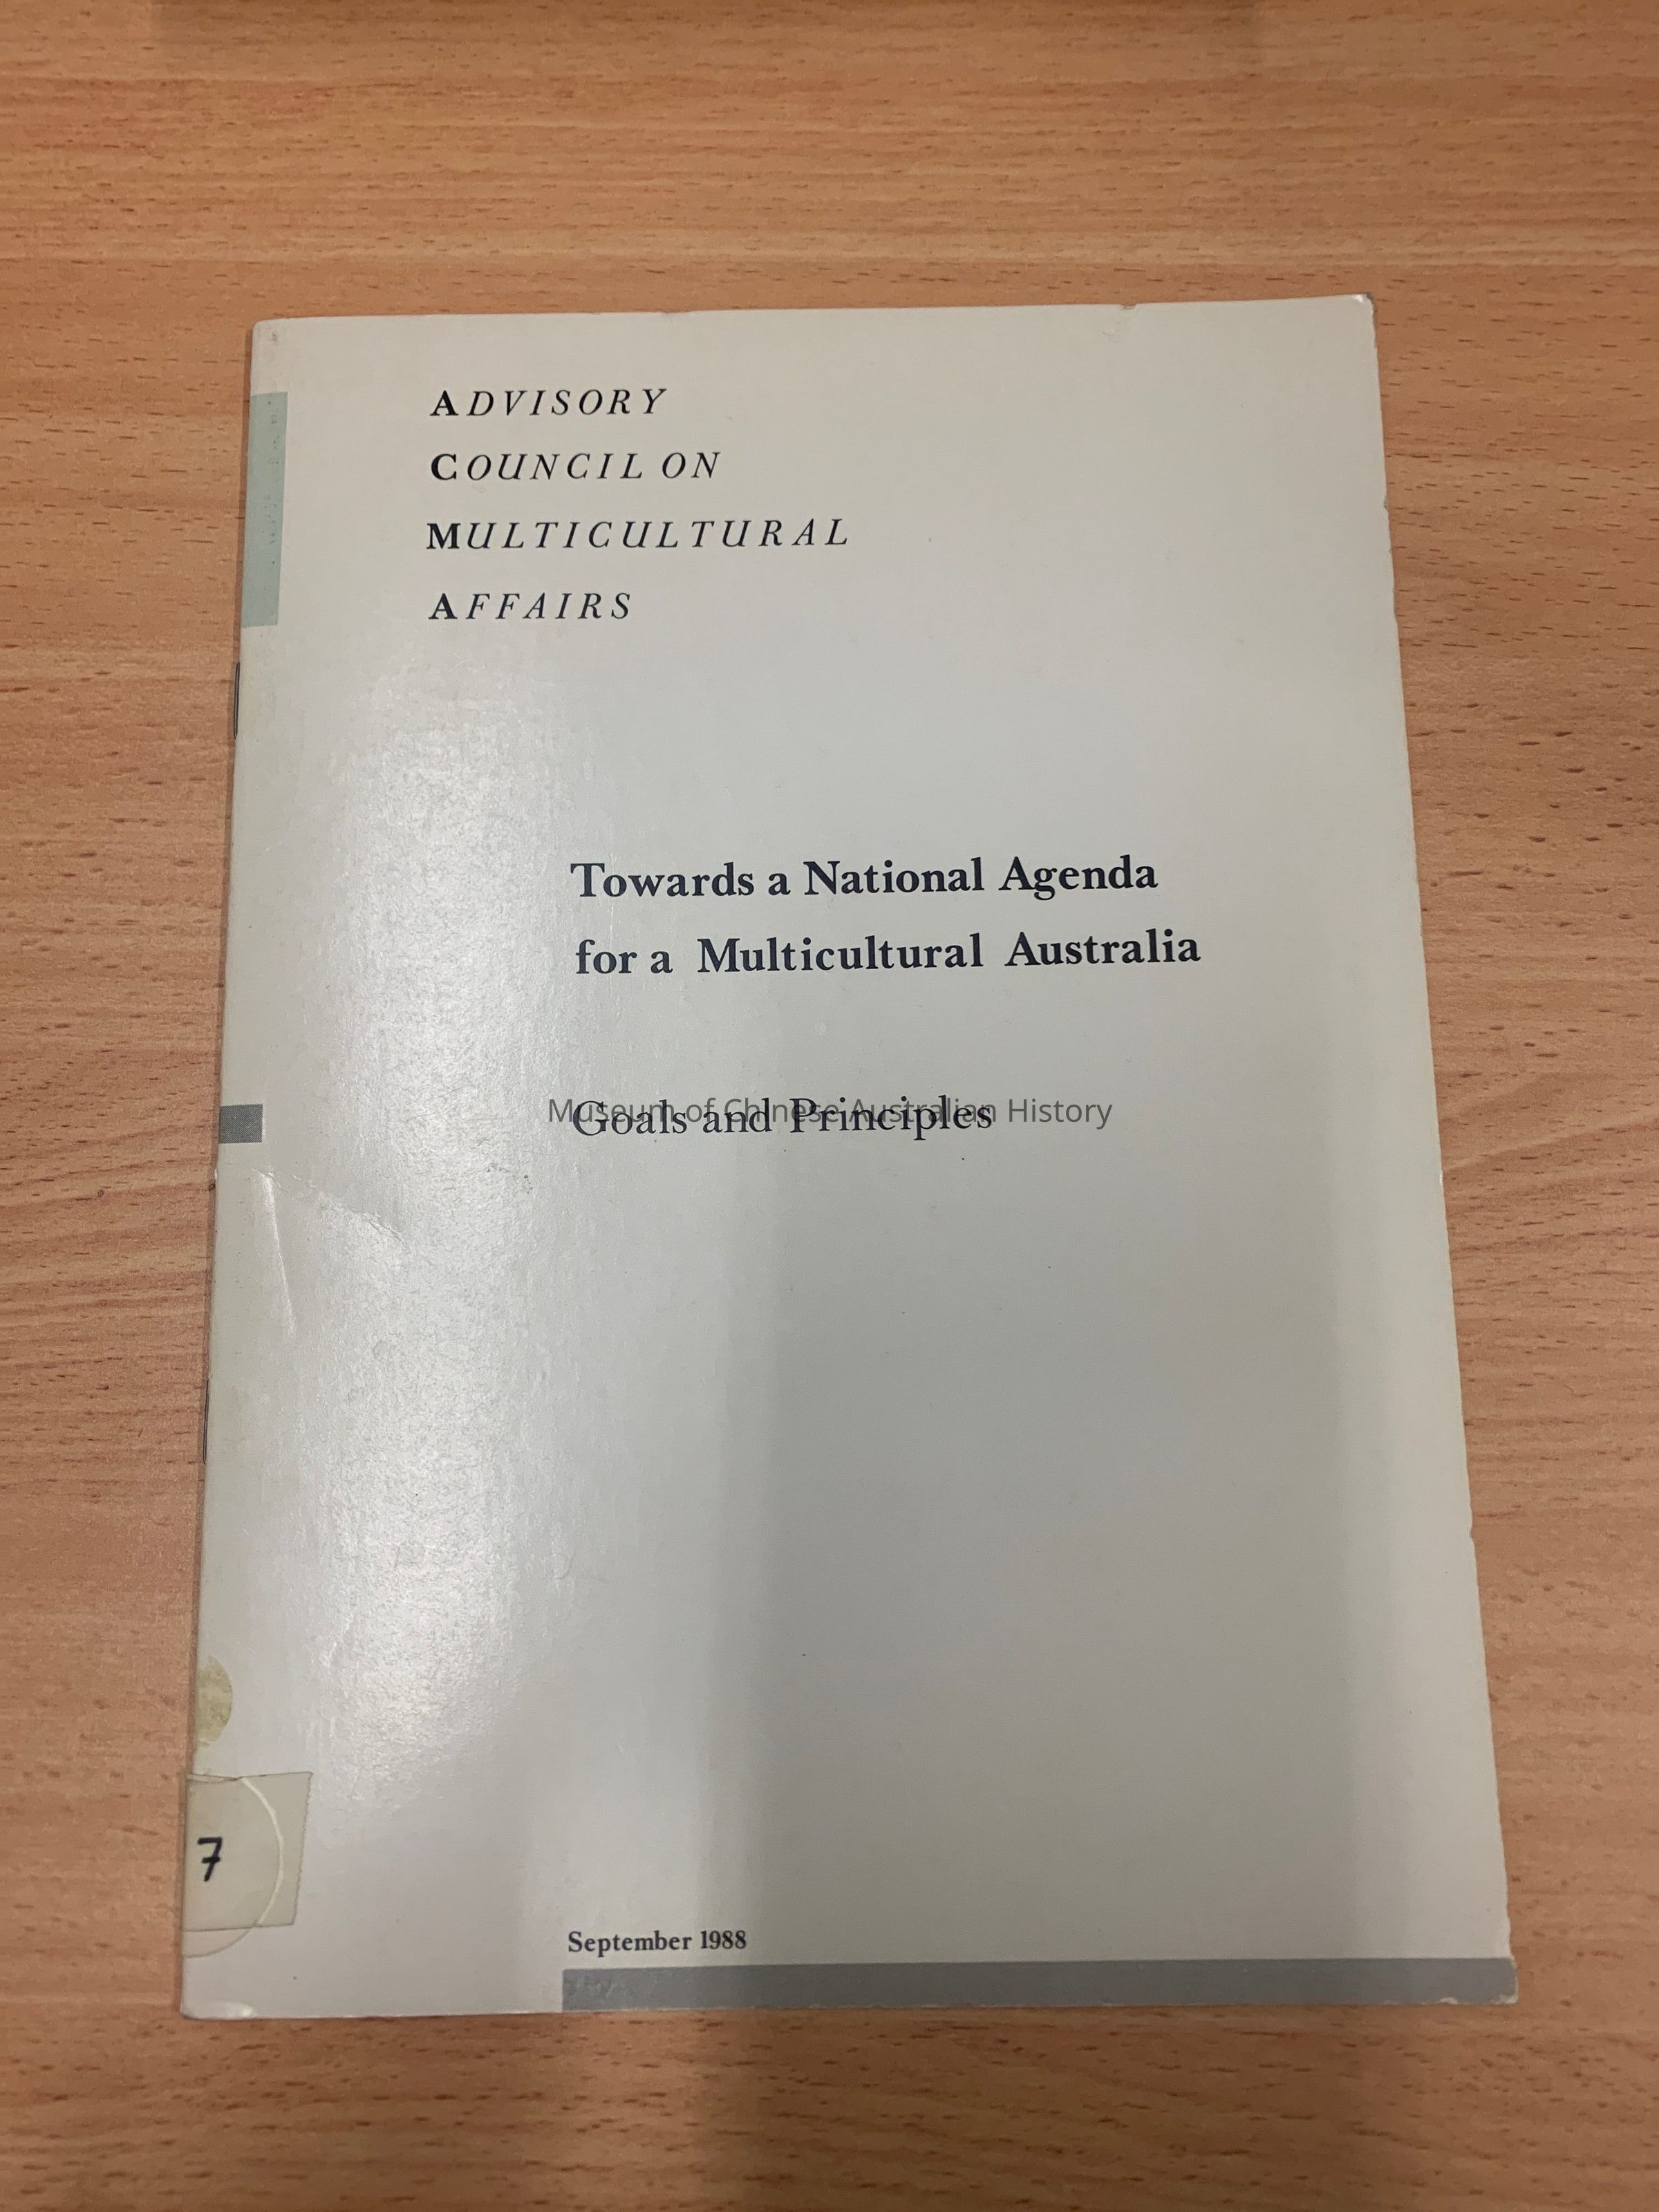 ADVISORY
COUNCIL ON
MULTICULTURAL
AFFAIRS
Towards a National Agenda
for a Multicultural Australia
Museum of Chinese Australian History
Goals and Principles
7
September 1988